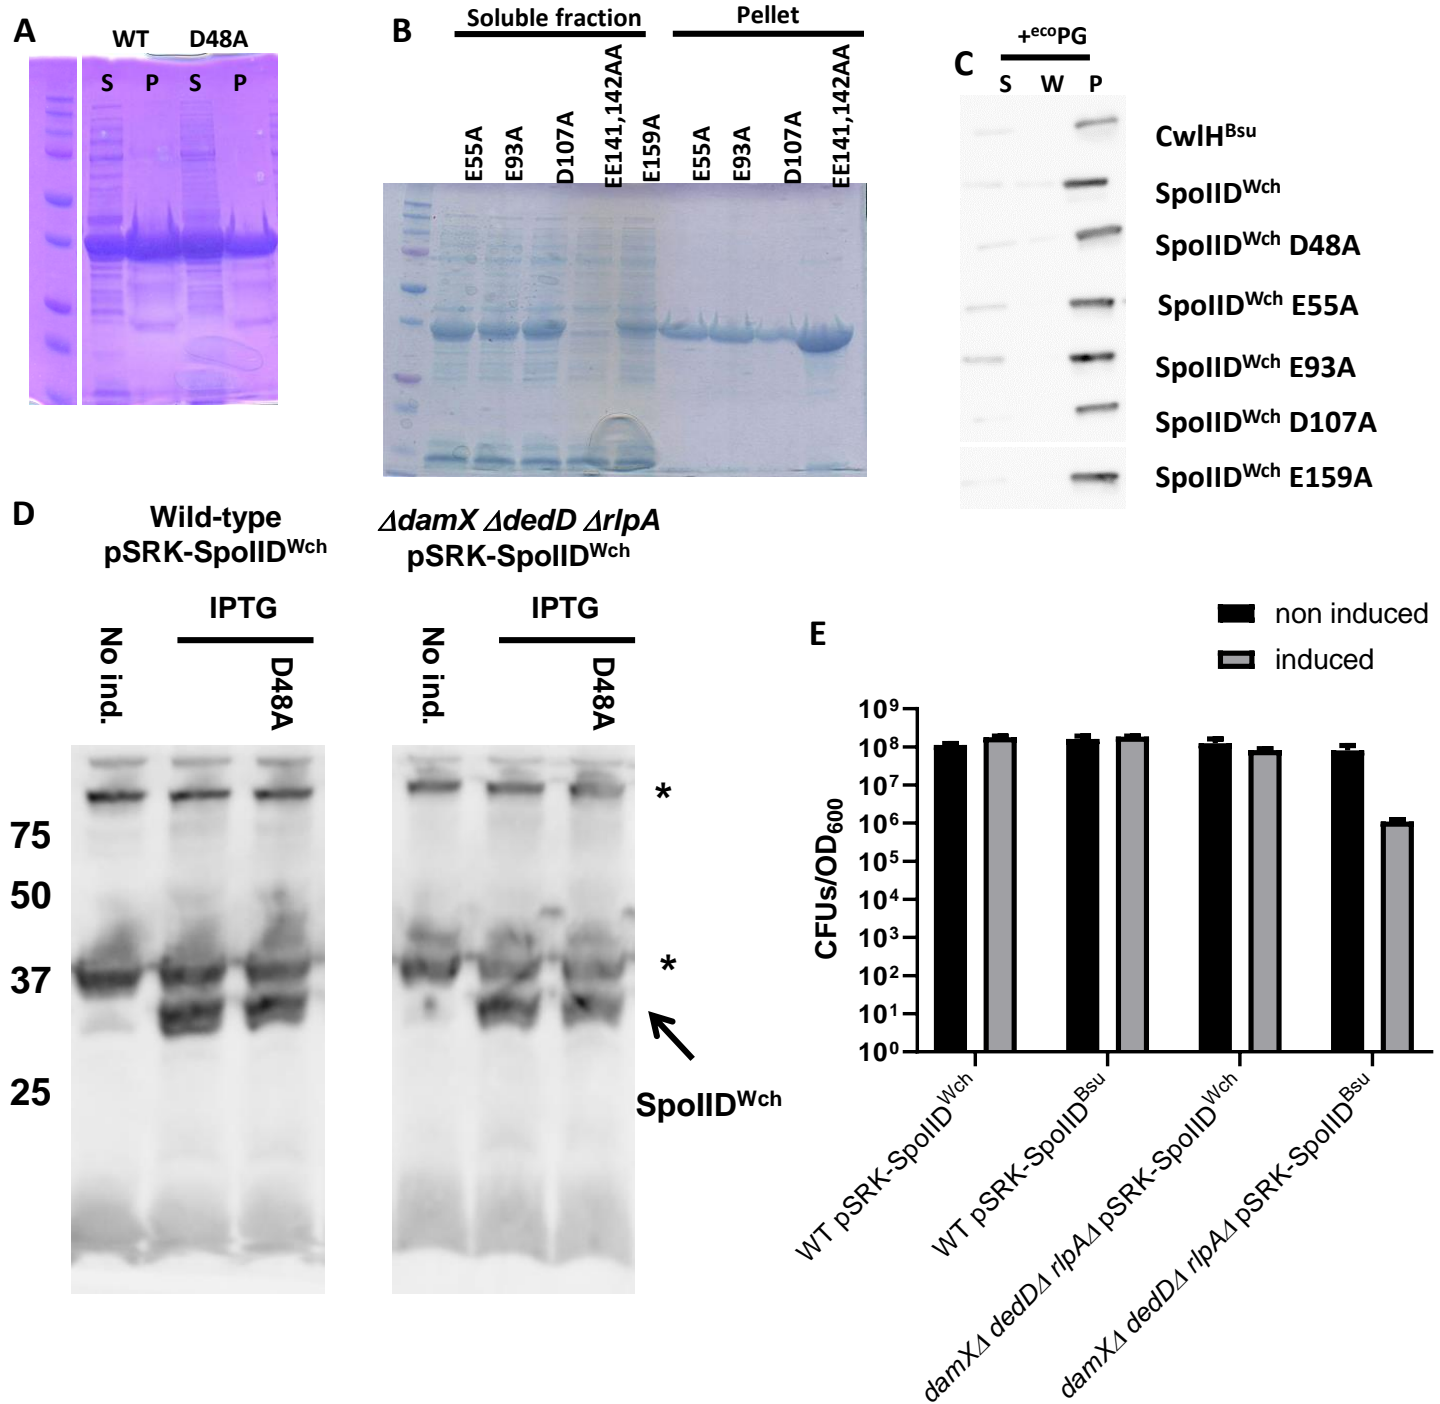 A
WT D48A
S P S P
B
Soluble fraction Pellet
E55A E93A D107A EE141,142AA E159A E55A E93A D107A EE141,142AA
C
+ecoPG
S W P
CwlHBsu
SpoIIDWch
SpoIIDWch D48A
SpoIIDWch E55A
SpoIIDWch E93A
SpoIIDWch D107A
SpoIIDWch E159A
D
Wild-type
pSRK-SpoIIDWch
ΔdamX ΔdedD ΔrlpA
pSRK-SpoIIDWch
No ind. IPTG D48A
No ind. IPTG D48A
75
50
37
25
*
*
SpoIIDWch
E
non induced
induced
CFUs/OD600
10⁹
10⁸
10⁷
10⁶
10⁵
10⁴
10³
10²
10¹
10⁰
WT pSRK-SpoIIDWch
WT pSRK-SpoIIDBsu
damXΔ dedDΔ rlpAΔ pSRK-SpoIIDWch
damXΔ dedDΔ rlpAΔ pSRK-SpoIIDBsu